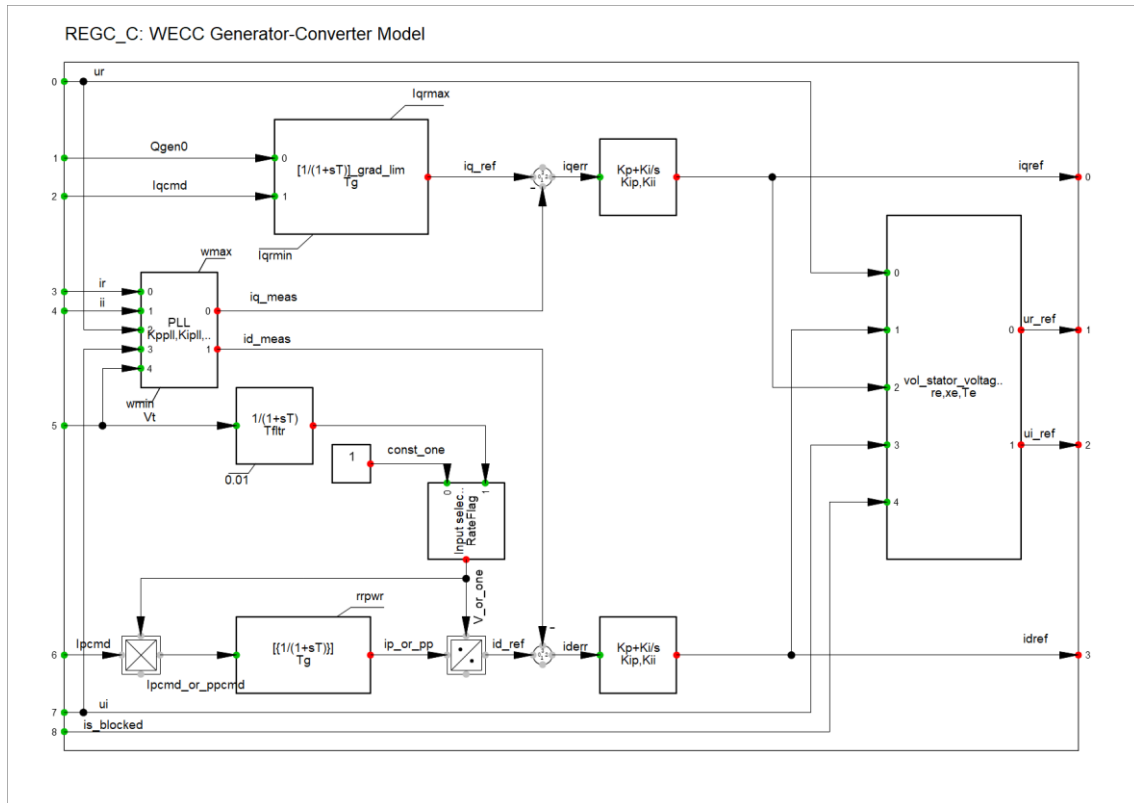 REGC_C: WECC Generator-Converter Model
0
ur
Iqrmax
1
Qgen0
0
[1/(1+sT)]_grad_lim
Tg
2
Iqcmd
1
Iqrmin
iq_ref
-
iqerr
Kp+Ki/s
Kip,Kii
iqref
0
wmax
3
ir
0
4
ii
1
2
3
4
PLL
Kppll,Kipll,..
0
1
wmin
iq_meas
id_meas
5
Vt
1/(1+sT)
Tfltr
0.01
1
const_one
0
1
Input selec..
RateFlag
V_or_one
0
1
2
3
4
vol_stator_voltag..
re,xe,Te
0
ur_ref
1
1
ui_ref
2
rrpwr
6
Ipcmd
Ipcmd_or_ppcmd
[{1/(1+sT)}]
Tg
ip_or_pp
id_ref
-
iderr
Kp+Ki/s
Kip,Kii
idref
3
7
ui
8
is_blocked